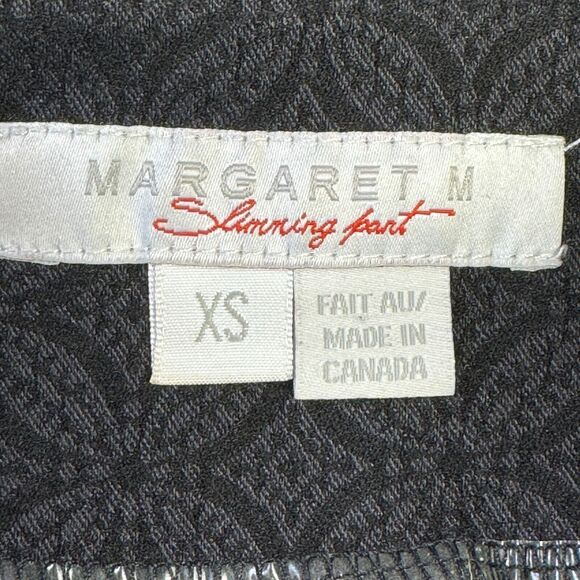 MARGARET M
Slimming pant
XS
FAIT AU/
MADE IN
CANADA